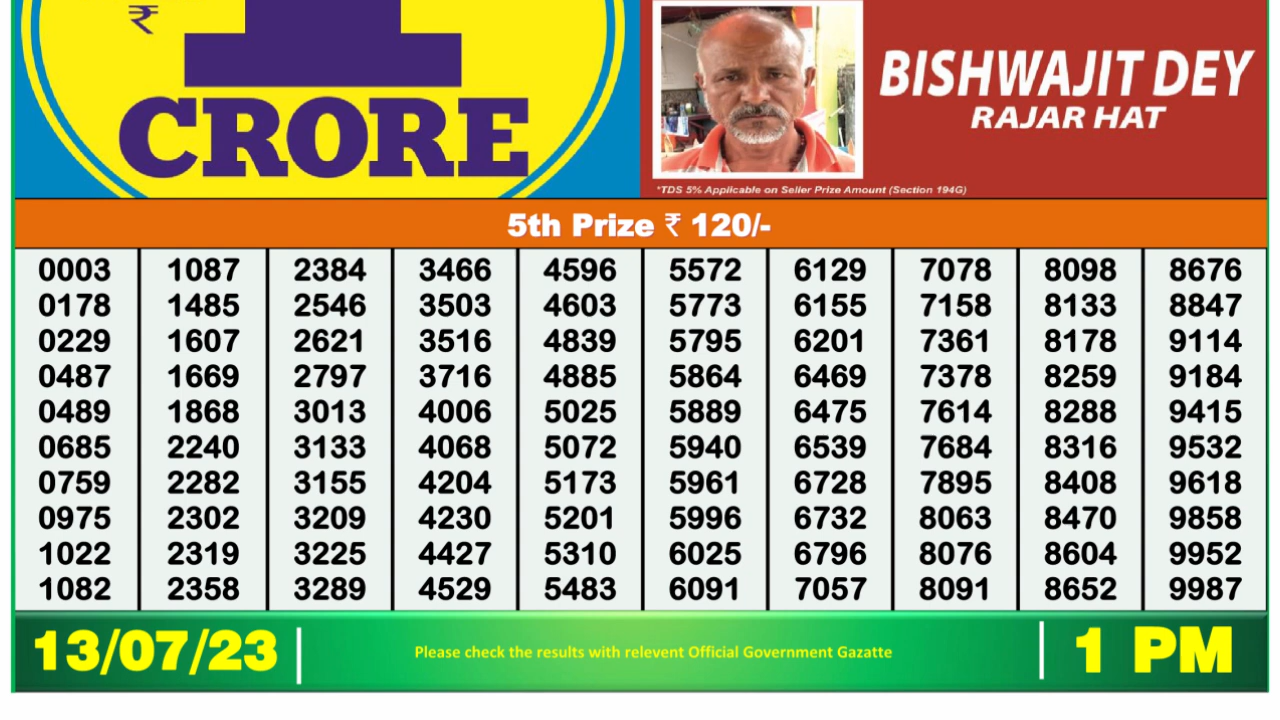 ₹
1
CRORE
BISHWAJIT DEY
RAJAR HAT
*TDS 5% Applicable on Seller Prize Amount (Section 194G)
5th Prize ₹ 120/-
0003 1087 2384 3466 4596 5572 6129 7078 8098 8676
0178 1485 2546 3503 4603 5773 6155 7158 8133 8847
0229 1607 2621 3516 4839 5795 6201 7361 8178 9114
0487 1669 2797 3716 4885 5864 6469 7378 8259 9184
0489 1868 3013 4006 5025 5889 6475 7614 8288 9415
0685 2240 3133 4068 5072 5940 6539 7684 8316 9532
0759 2282 3155 4204 5173 5961 6728 7895 8408 9618
0975 2302 3209 4230 5201 5996 6732 8063 8470 9858
1022 2319 3225 4427 5310 6025 6796 8076 8604 9952
1082 2358 3289 4529 5483 6091 7057 8091 8652 9987
13/07/23
Please check the results with relevent Official Government Gazatte
1 PM